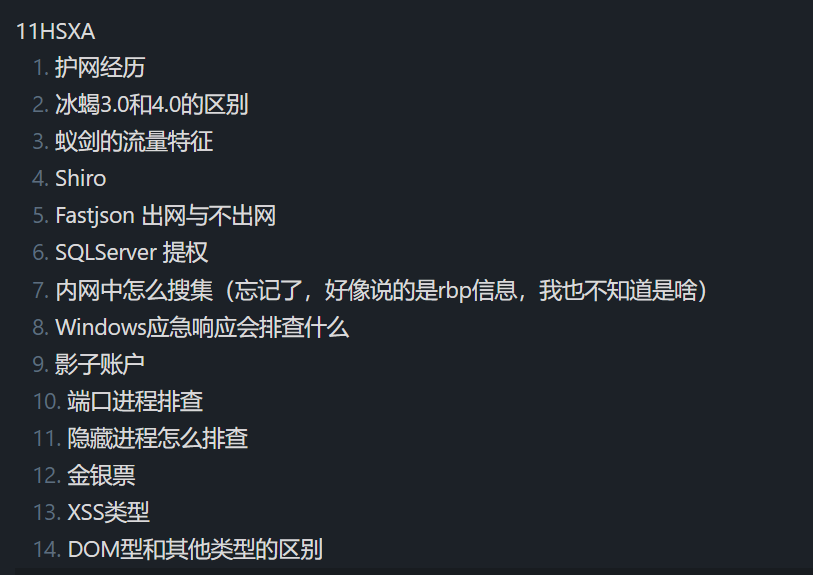 11HSXA
1. 护网经历
2. 冰蝎3.0和4.0的区别
3. 蚁剑的流量特征
4. Shiro
5. Fastjson 出网与不出网
6. SQLServer 提权
7. 内网中怎么搜集（忘记了，好像说的是rbp信息，我也不知道是啥）
8. Windows应急响应会排查什么
9. 影子账户
10. 端口进程排查
11. 隐藏进程怎么排查
12. 金银票
13. XSS类型
14. DOM型和其他类型的区别